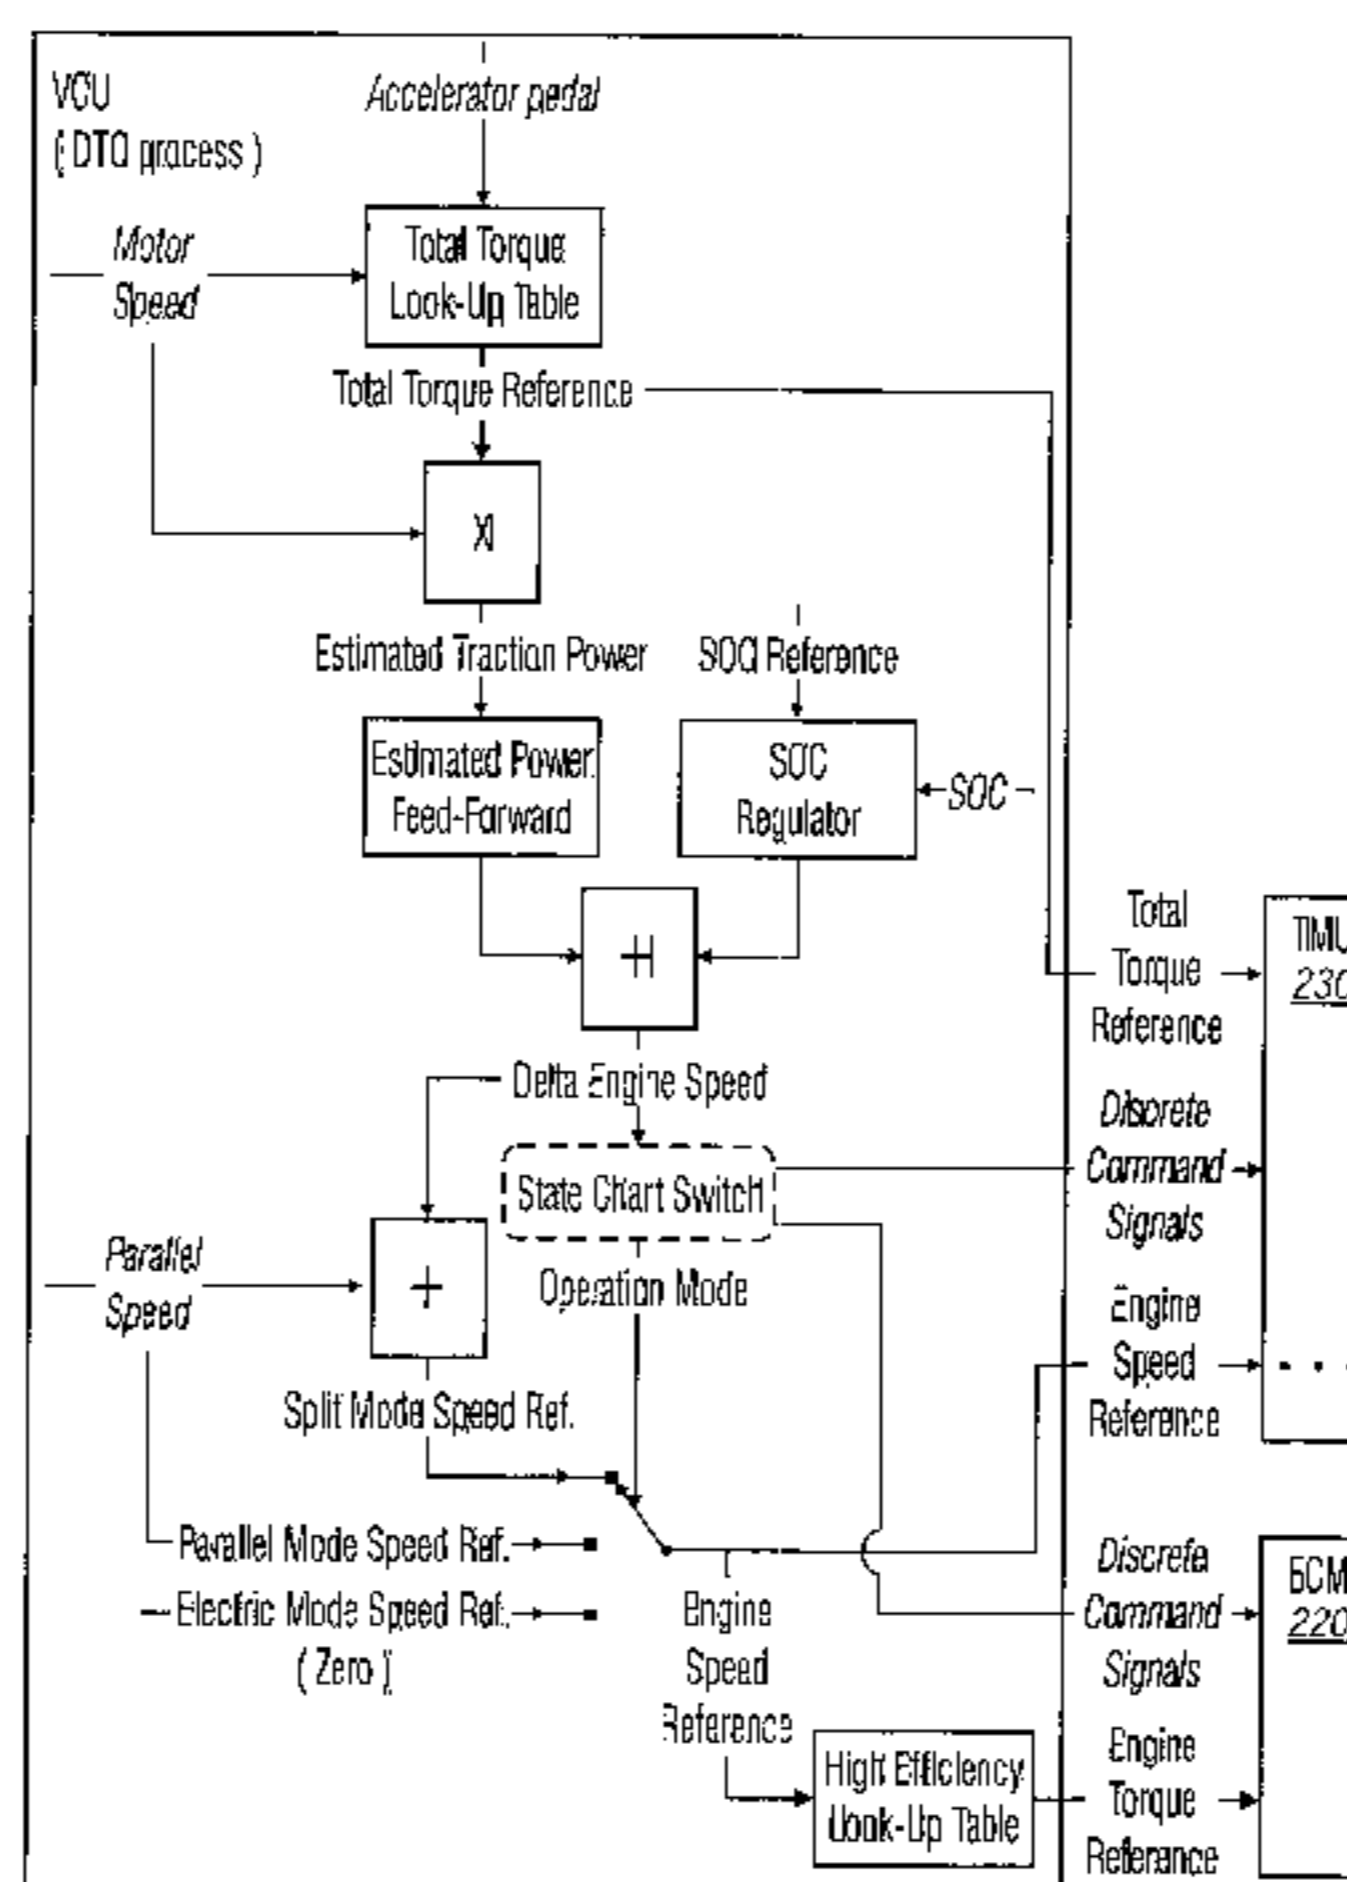 VCU
( DTO process )
Accelerator pedal
Motor
Speed
Total Torque
Look-Up Table
Total Torque Reference
X
Estimated Traction Power
SOC Reference
Estimated Power
Feed-Forward
SOC
Regulator
SOC
+
Total
Torque
Reference
TIMU
230
Delta Engine Speed
Discrete
Command
Signals
State Chart Switch
Parallel
Speed
+
Operation Mode
Engine
Speed
Reference
Split Mode Speed Ref.
Parallel Mode Speed Ref.
Electric Mode Speed Ref.
( Zero )
Engine
Speed
Reference
Discrete
Command
Signals
220
High Efficiency
Look-Up Table
Engine
Torque
Reference